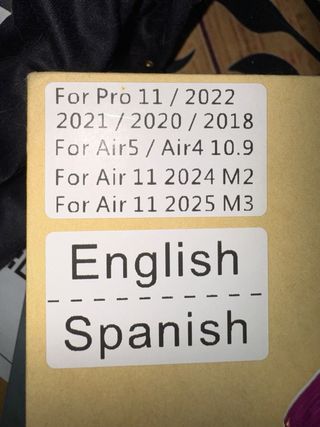 For Pro 11 / 2022
2021 / 2020 / 2018
For Air5 / Air4 10.9
For Air 11 2024 M2
For Air 11 2025 M3
English
Spanish